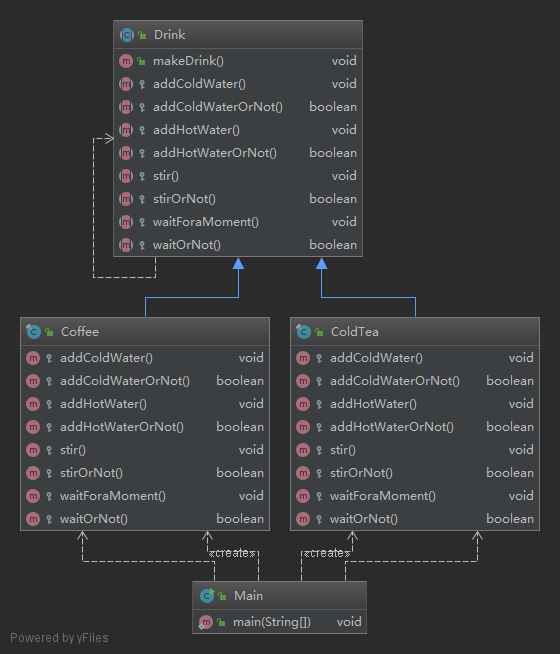 Drink
makeDrink() void
addColdWater() void
addColdWaterOrNot() boolean
addHotWater() void
addHotWaterOrNot() boolean
stir() void
stirOrNot() boolean
waitForaMoment() void
waitOrNot() boolean
Coffee
addColdWater() void
addColdWaterOrNot() boolean
addHotWater() void
addHotWaterOrNot() boolean
stir() void
stirOrNot() boolean
waitForaMoment() void
waitOrNot() boolean
ColdTea
addColdWater() void
addColdWaterOrNot() boolean
addHotWater() void
addHotWaterOrNot() boolean
stir() void
stirOrNot() boolean
waitForaMoment() void
waitOrNot() boolean
«create» «create»
Main
main(String[]) void
Powered by yFiles